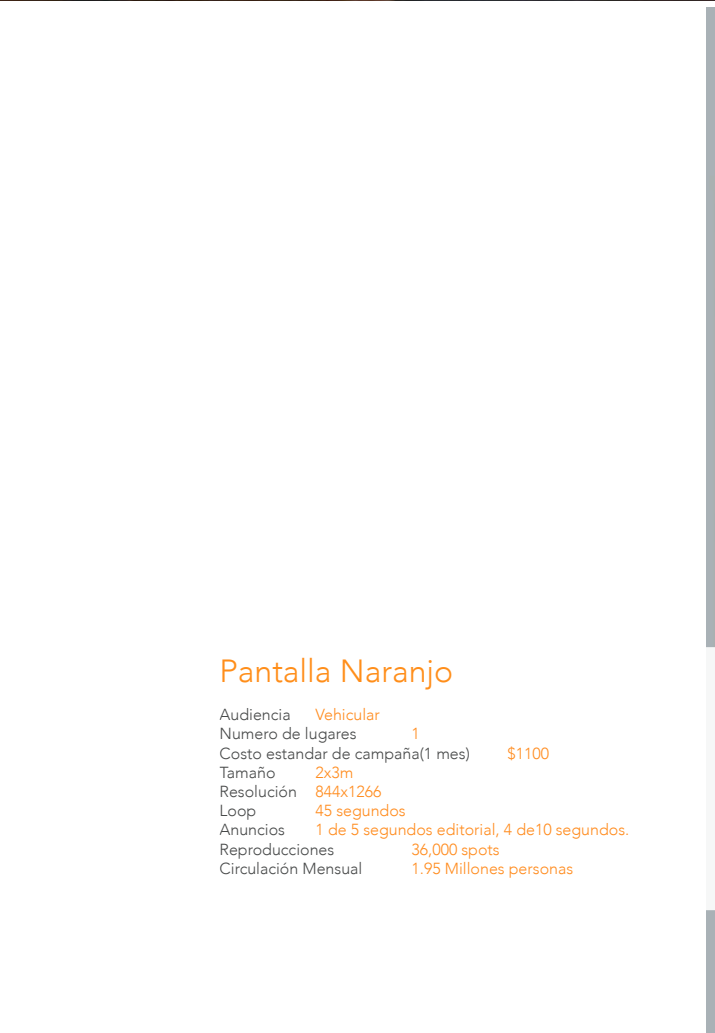 Pantalla Naranjo
Audiencia Vehicular
Numero de lugares 1
Costo estandar de campaña(1 mes) $1100
Tamaño 2x3m
Resolución 844x1266
Loop 45 segundos
Anuncios 1 de 5 segundos editorial, 4 de10 segundos.
Reproducciones 36,000 spots
Circulación Mensual 1.95 Millones personas